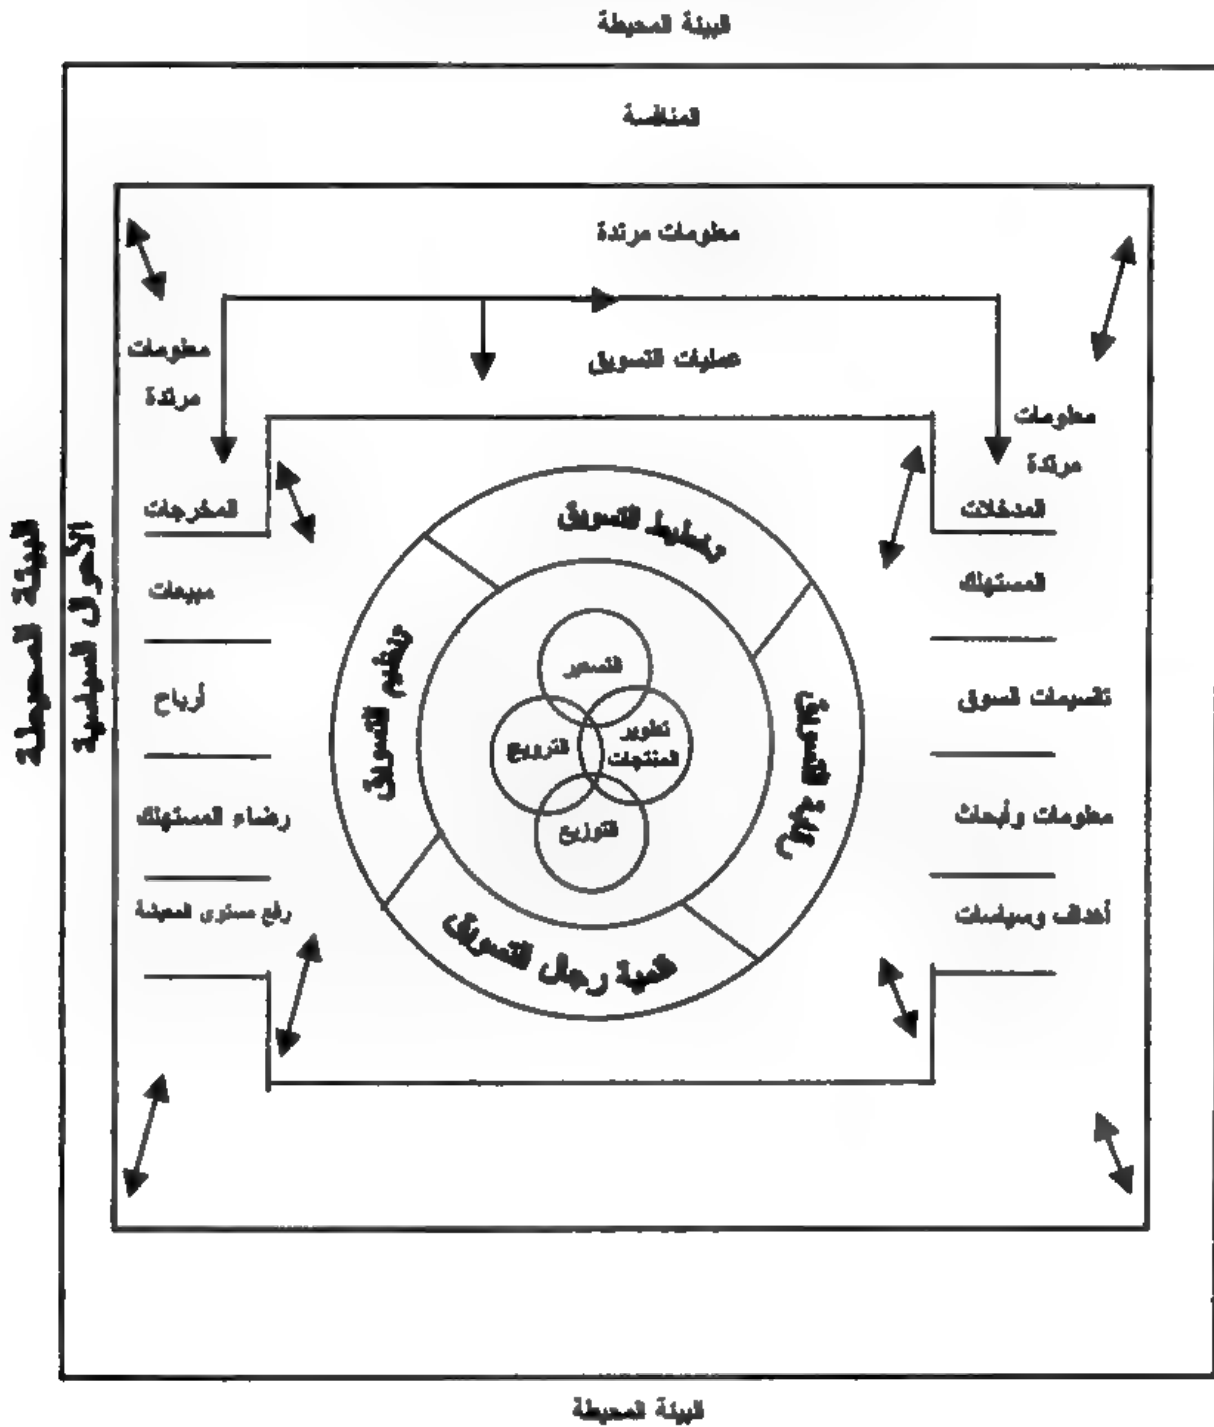 البيئة المحيطة
المنافسة
معلومات مرتدة
عمليات التسويق
معلومات
مرتدة
المدخلات
المستهلك
تقسيمات السوق
معلومات وأبحاث
أهداف وسياسات
معلومات
مرتدة
المخرجات
مبيعات
أرباح
رضاء المستهلك
رفع مستوى المعيشة
تخطيط التسويق
رقابة التسويق
تنمية رجال التسويق
تنظيم التسويق
التسعير
تطوير
المنتجات
الترويج
التوزيع
الأحوال السياسية
البيئة المحيطة
البيئة المحيطة